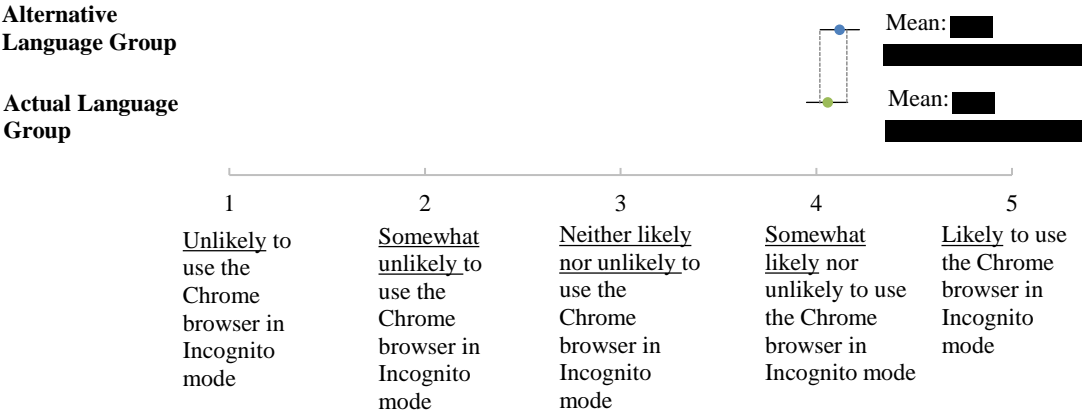 Alternative
Language Group
Mean:
Actual Language
Group
Mean:
1 2 3 4 5
Unlikely to
use the
Chrome
browser in
Incognito
mode
Somewhat
unlikely to
use the
Chrome
browser in
Incognito
mode
Neither likely
nor unlikely to
use the
Chrome
browser in
Incognito
mode
Somewhat
likely nor
unlikely to use
the Chrome
browser in
Incognito mode
Likely to use
the Chrome
browser in
Incognito
mode